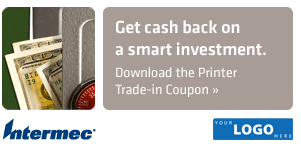 Get cash back on
a smart investment.
Download the Printer
Trade-in Coupon »
Intermec®
YOUR
LOGO
HERE